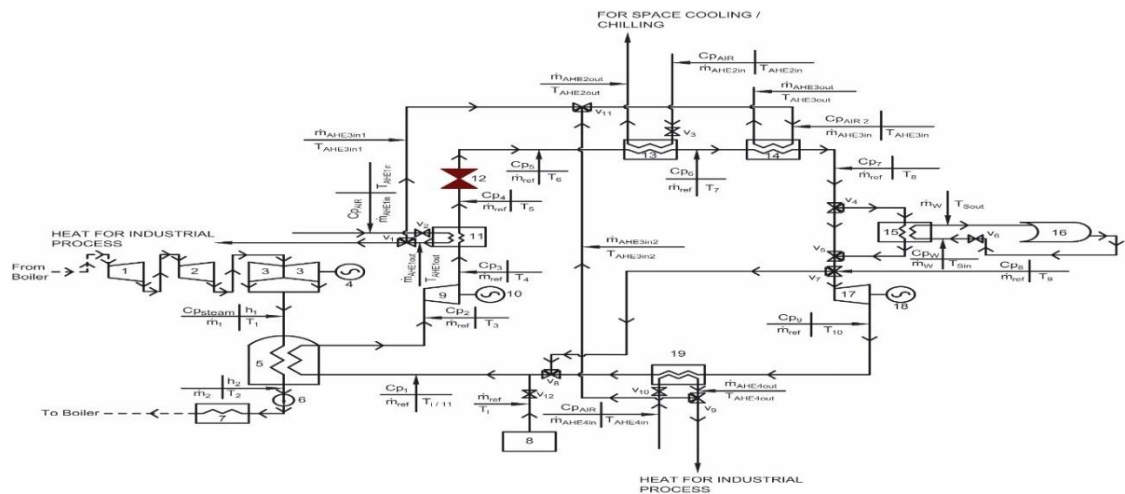 FOR SPACE COOLING /
CHILLING
CpAIR
ṁAHE2in
TAHE2in
ṁAHE2out
TAHE2out
ṁAHE3out
TAHE3out
V11
V3
CpAIR 2
ṁAHE3in
TAHE3in
ṁAHE3in1
TAHE3in1
13
14
Cp5
ṁref
T6
Cp6
ṁref
T7
Cp7
ṁref
T8
12
Cp4
ṁref
T5
CpAIR
ṁAHE1in
TAHE1in
V2
V1
11
V4
ṁW
TSout
15
V6
16
HEAT FOR INDUSTRIAL
PROCESS
ṁAHE1out
TAHE1out
ṁAHE3in2
TAHE3in2
V5
CpW
ṁW
TSin
Cp8
ṁref
T9
From
Boiler
1
2
3
3
4
Cp3
ṁref
T4
V7
9
10
17
18
Cp2
ṁref
T3
Cp9
ṁref
T10
Cpsteam
h1
ṁ1
T1
5
19
V8
h2
ṁ2
T2
6
Cp1
ṁref
Ti / 11
V10
ṁAHE4out
TAHE4out
V9
ṁref
Ti
V12
CpAIR
ṁAHE4in
TAHE4in
To Boiler
7
8
HEAT FOR INDUSTRIAL
PROCESS